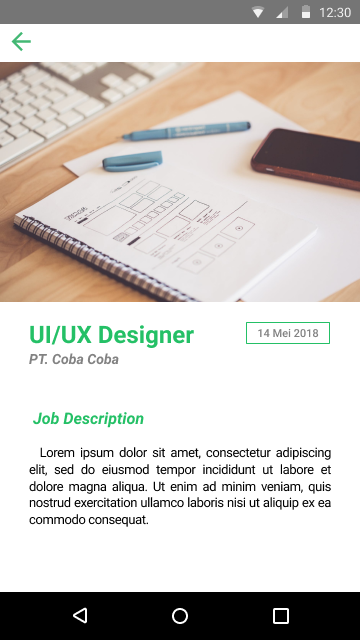 12:30
UI/UX Designer
14 Mei 2018
PT. Coba Coba
Job Description
Lorem ipsum dolor sit amet, consectetur adipiscing
elit, sed do eiusmod tempor incididunt ut labore et
dolore magna aliqua. Ut enim ad minim veniam, quis
nostrud exercitation ullamco laboris nisi ut aliquip ex ea
commodo consequat.